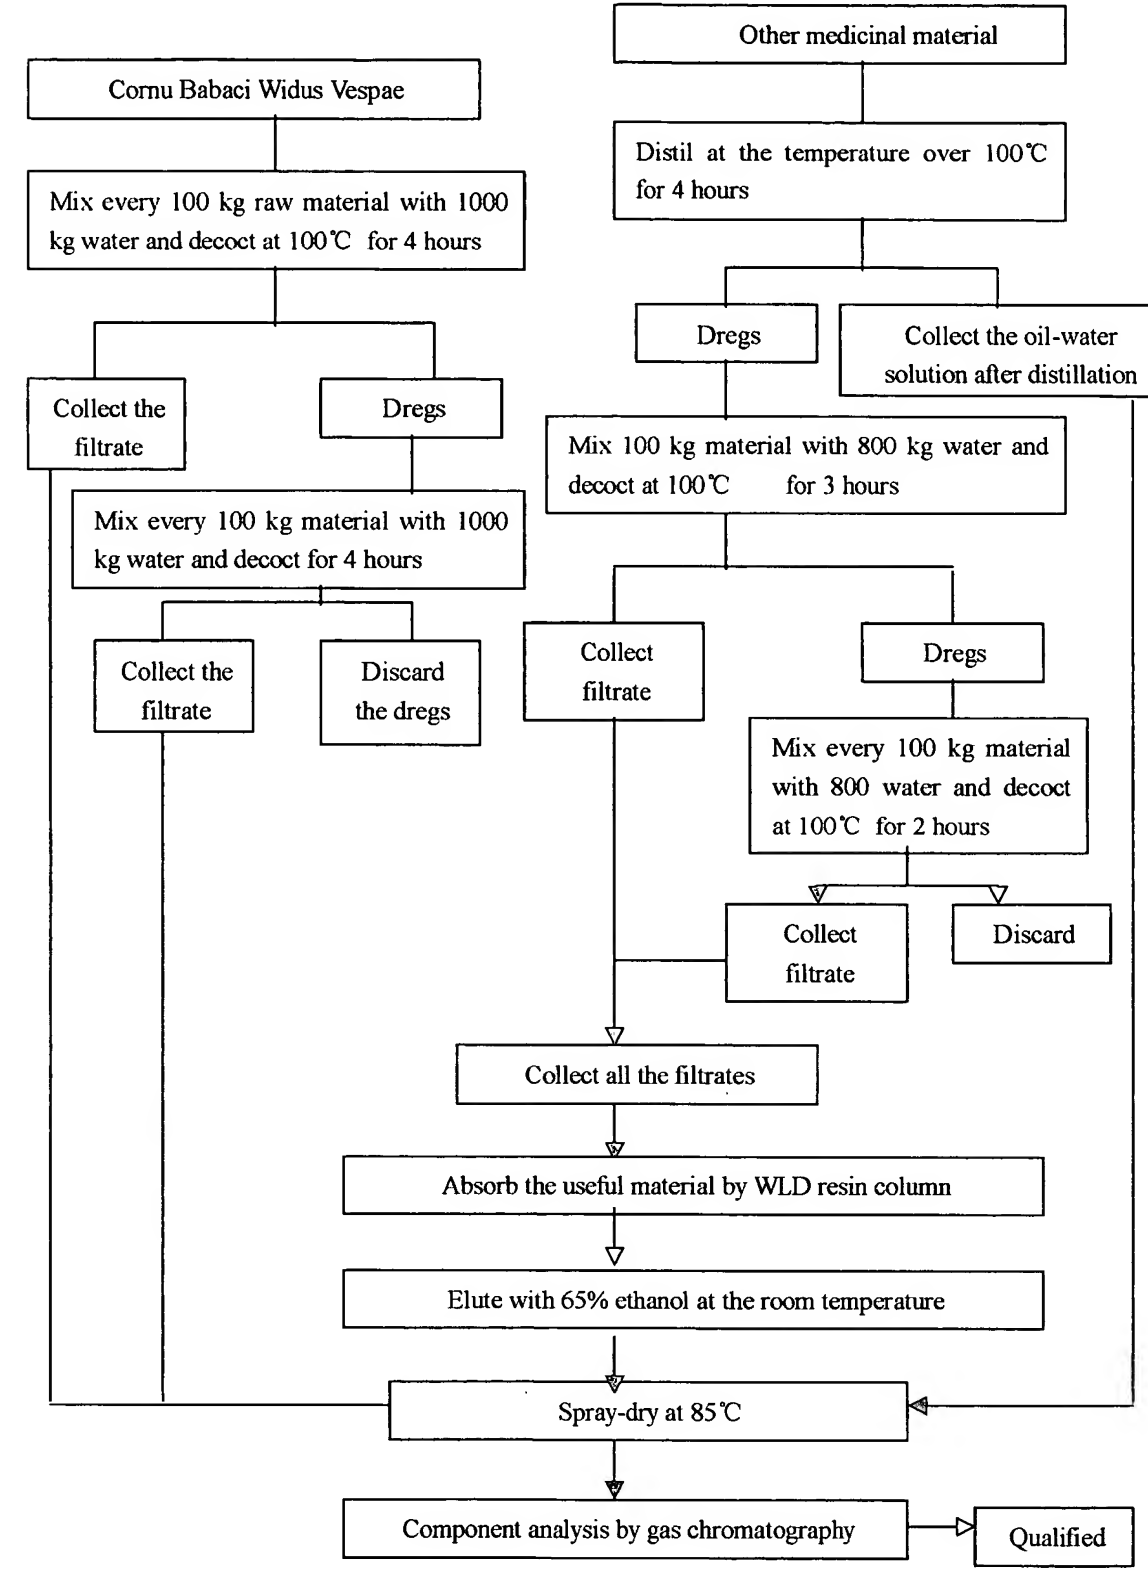 Other medicinal material
Cornu Babaci Widus Vespae
Distil at the temperature over 100℃
for 4 hours
Mix every 100 kg raw material with 1000
kg water and decoct at 100℃ for 4 hours
Dregs
Collect the oil-water
solution after distillation
Collect the
filtrate
Dregs
Mix 100 kg material with 800 kg water and
decoct at 100℃ for 3 hours
Mix every 100 kg material with 1000
kg water and decoct for 4 hours
Collect the
filtrate
Discard
the dregs
Collect
filtrate
Dregs
Mix every 100 kg material
with 800 water and decoct
at 100℃ for 2 hours
Collect
filtrate
Discard
Collect all the filtrates
Absorb the useful material by WLD resin column
Elute with 65% ethanol at the room temperature
Spray-dry at 85℃
Component analysis by gas chromatography
Qualified